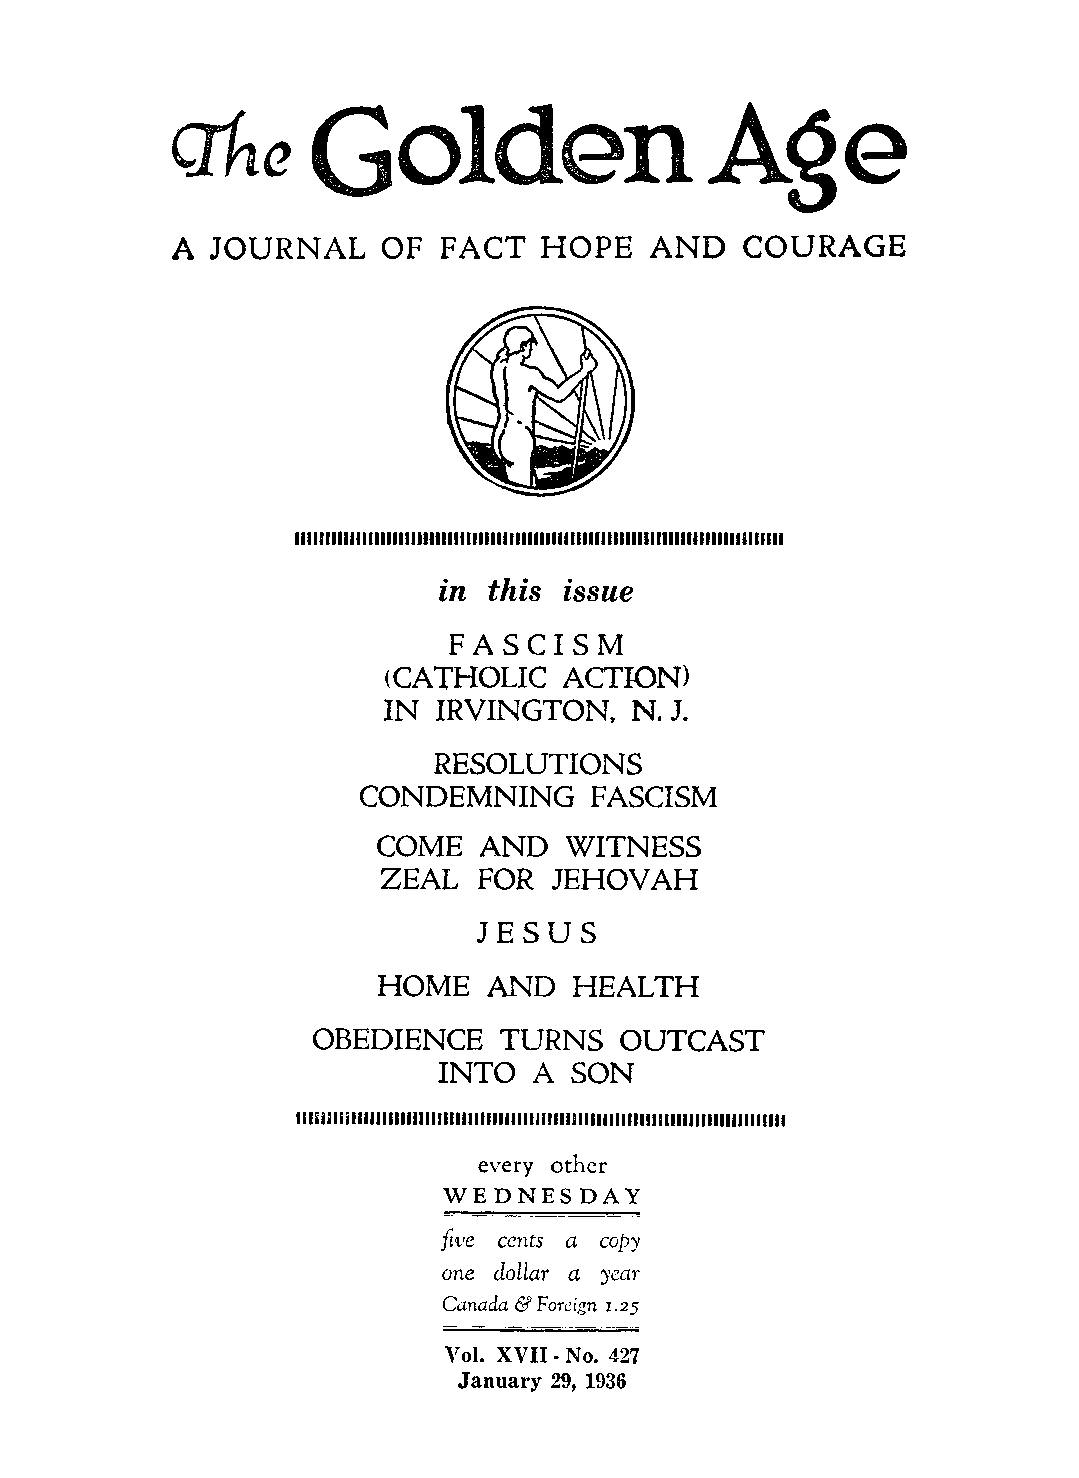 The Golden Age
A JOURNAL OF FACT HOPE AND COURAGE
in this issue
FASCISM
(CATHOLIC ACTION)
IN IRVINGTON, N. J.
RESOLUTIONS
CONDEMNING FASCISM
COME AND WITNESS
ZEAL FOR JEHOVAH
JESUS
HOME AND HEALTH
OBEDIENCE TURNS OUTCAST
INTO A SON
every other
WEDNESDAY
five cents a copy
one dollar a year
Canada & Foreign 1.25
Vol. XVII - No. 427
January 29, 1936